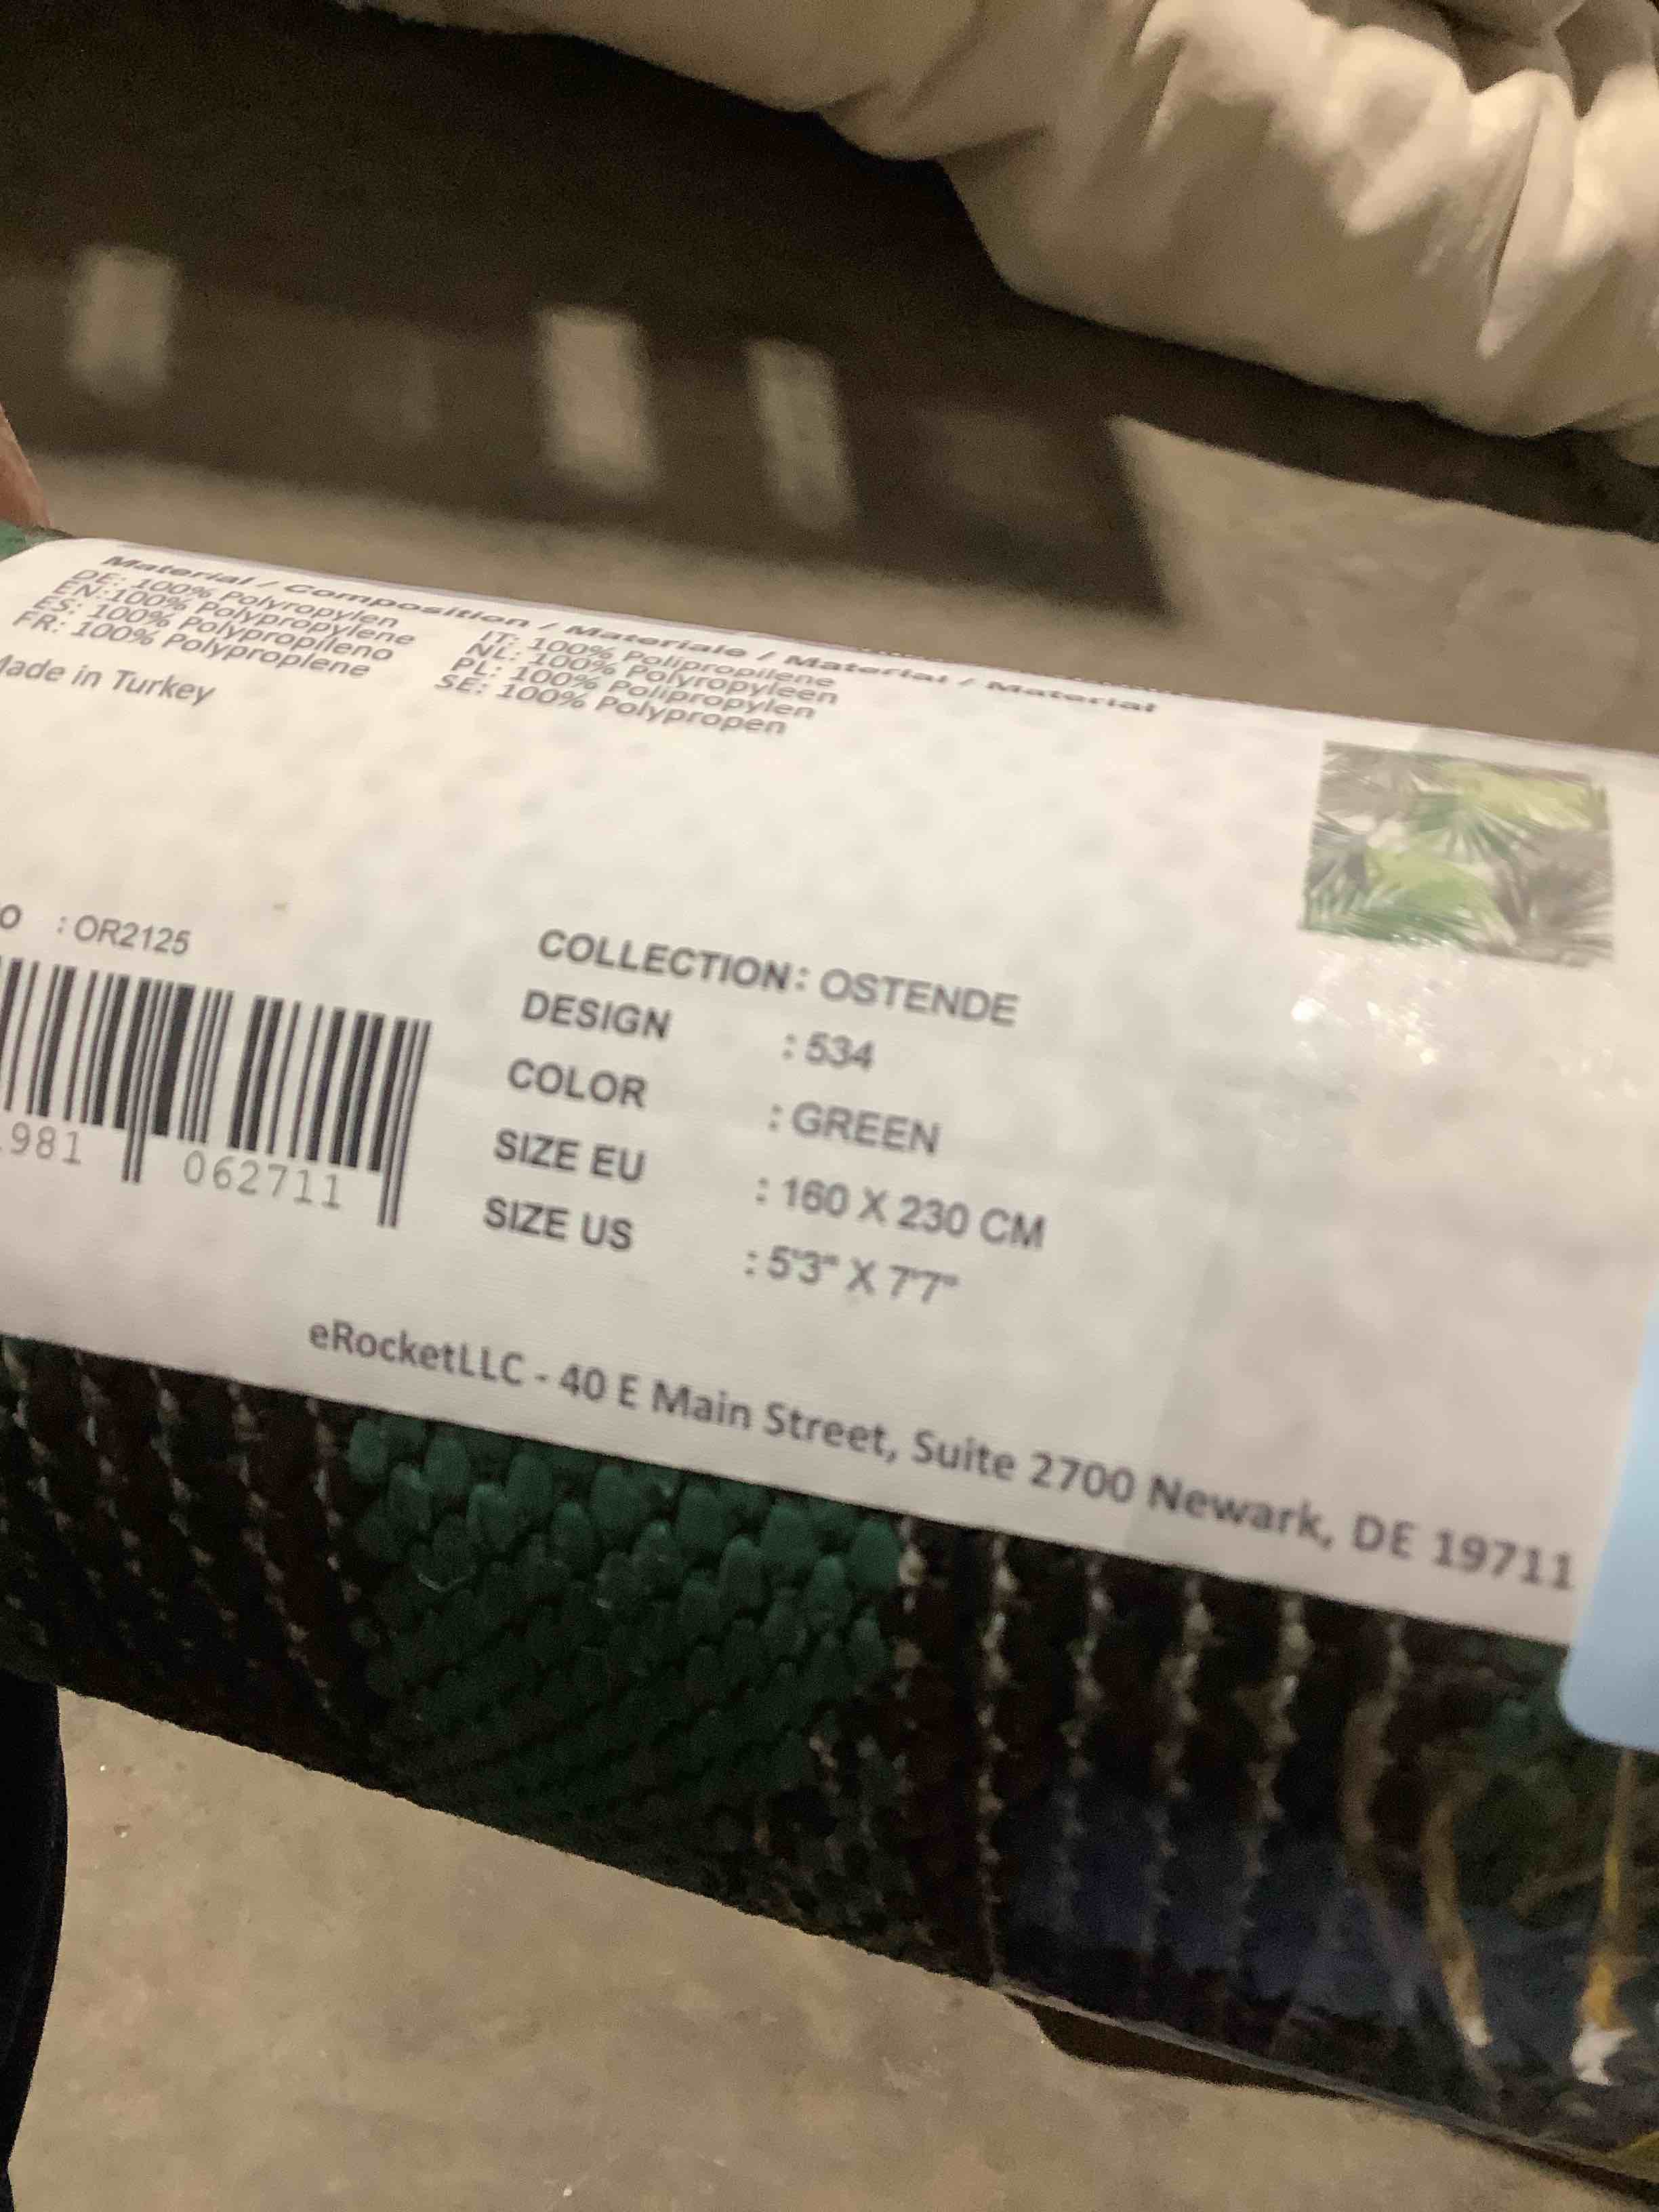 Material / Composition / Materiale / Material / Material
DE: 100% Polyropylen
EN:100% Polypropylene
ES: 100% Polypropileno
FR: 100% Polyproplene
IT: 100% Polipropilene
NL: 100% Polyropyleen
PL: 100% Polipropylen
SE: 100% Polypropen
Made in Turkey
O : OR2125
981 062711
COLLECTION: OSTENDE
DESIGN : 534
COLOR : GREEN
SIZE EU : 160 X 230 CM
SIZE US : 5'3" X 7'7"
eRocketLLC - 40 E Main Street, Suite 2700 Newark, DE 19711